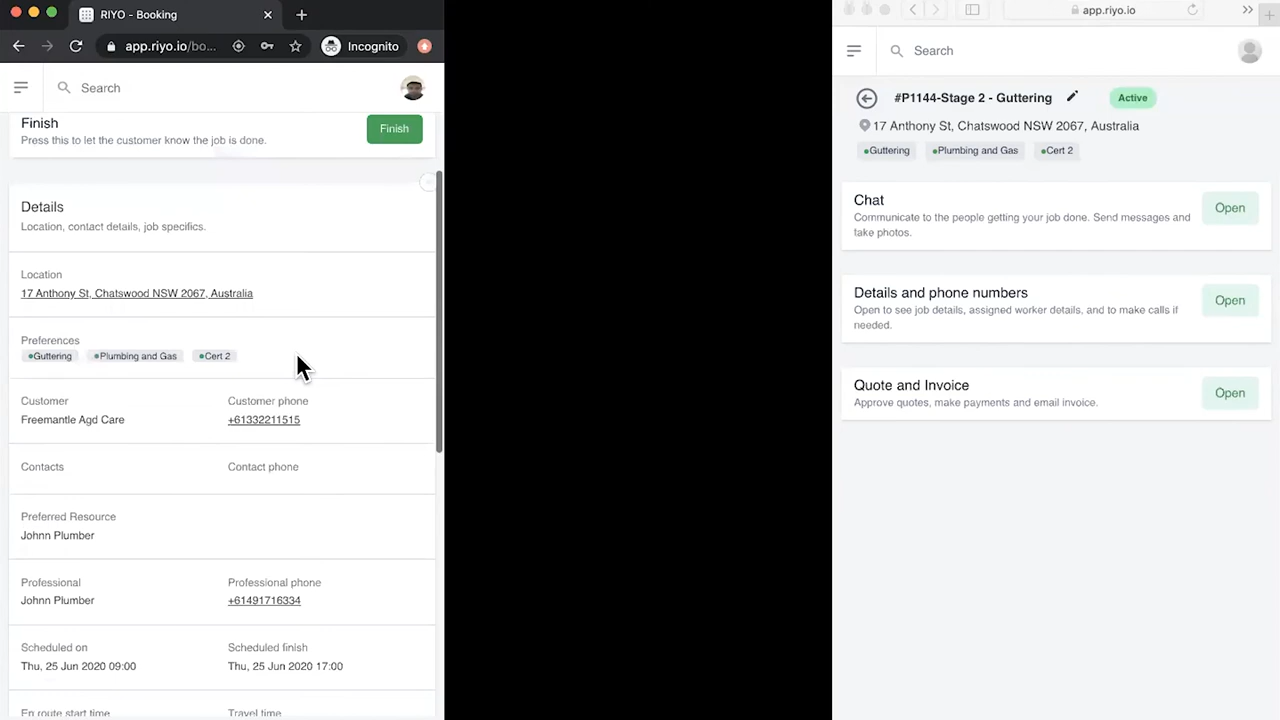 RIYO - Booking
app.riyo.io/bo...
Incognito
Search
Finish
Press this to let the customer know the job is done.
Finish
Details
Location, contact details, job specifics.
Location
17 Anthony St, Chatswood NSW 2067, Australia
Preferences
Guttering Plumbing and Gas Cert 2
Customer Customer phone
Freemantle Agd Care +61332211515
Contacts Contact phone
Preferred Resource
Johnn Plumber
Professional Professional phone
Johnn Plumber +61491716334
Scheduled on Scheduled finish
Thu, 25 Jun 2020 09:00 Thu, 25 Jun 2020 17:00
En route start time Travel time
app.riyo.io
Search
#P1144-Stage 2 - Guttering Active
17 Anthony St, Chatswood NSW 2067, Australia
Guttering Plumbing and Gas Cert 2
Chat
Communicate to the people getting your job done. Send messages and
take photos.
Open
Details and phone numbers
Open to see job details, assigned worker details, and to make calls if
needed.
Open
Quote and Invoice
Approve quotes, make payments and email invoice.
Open